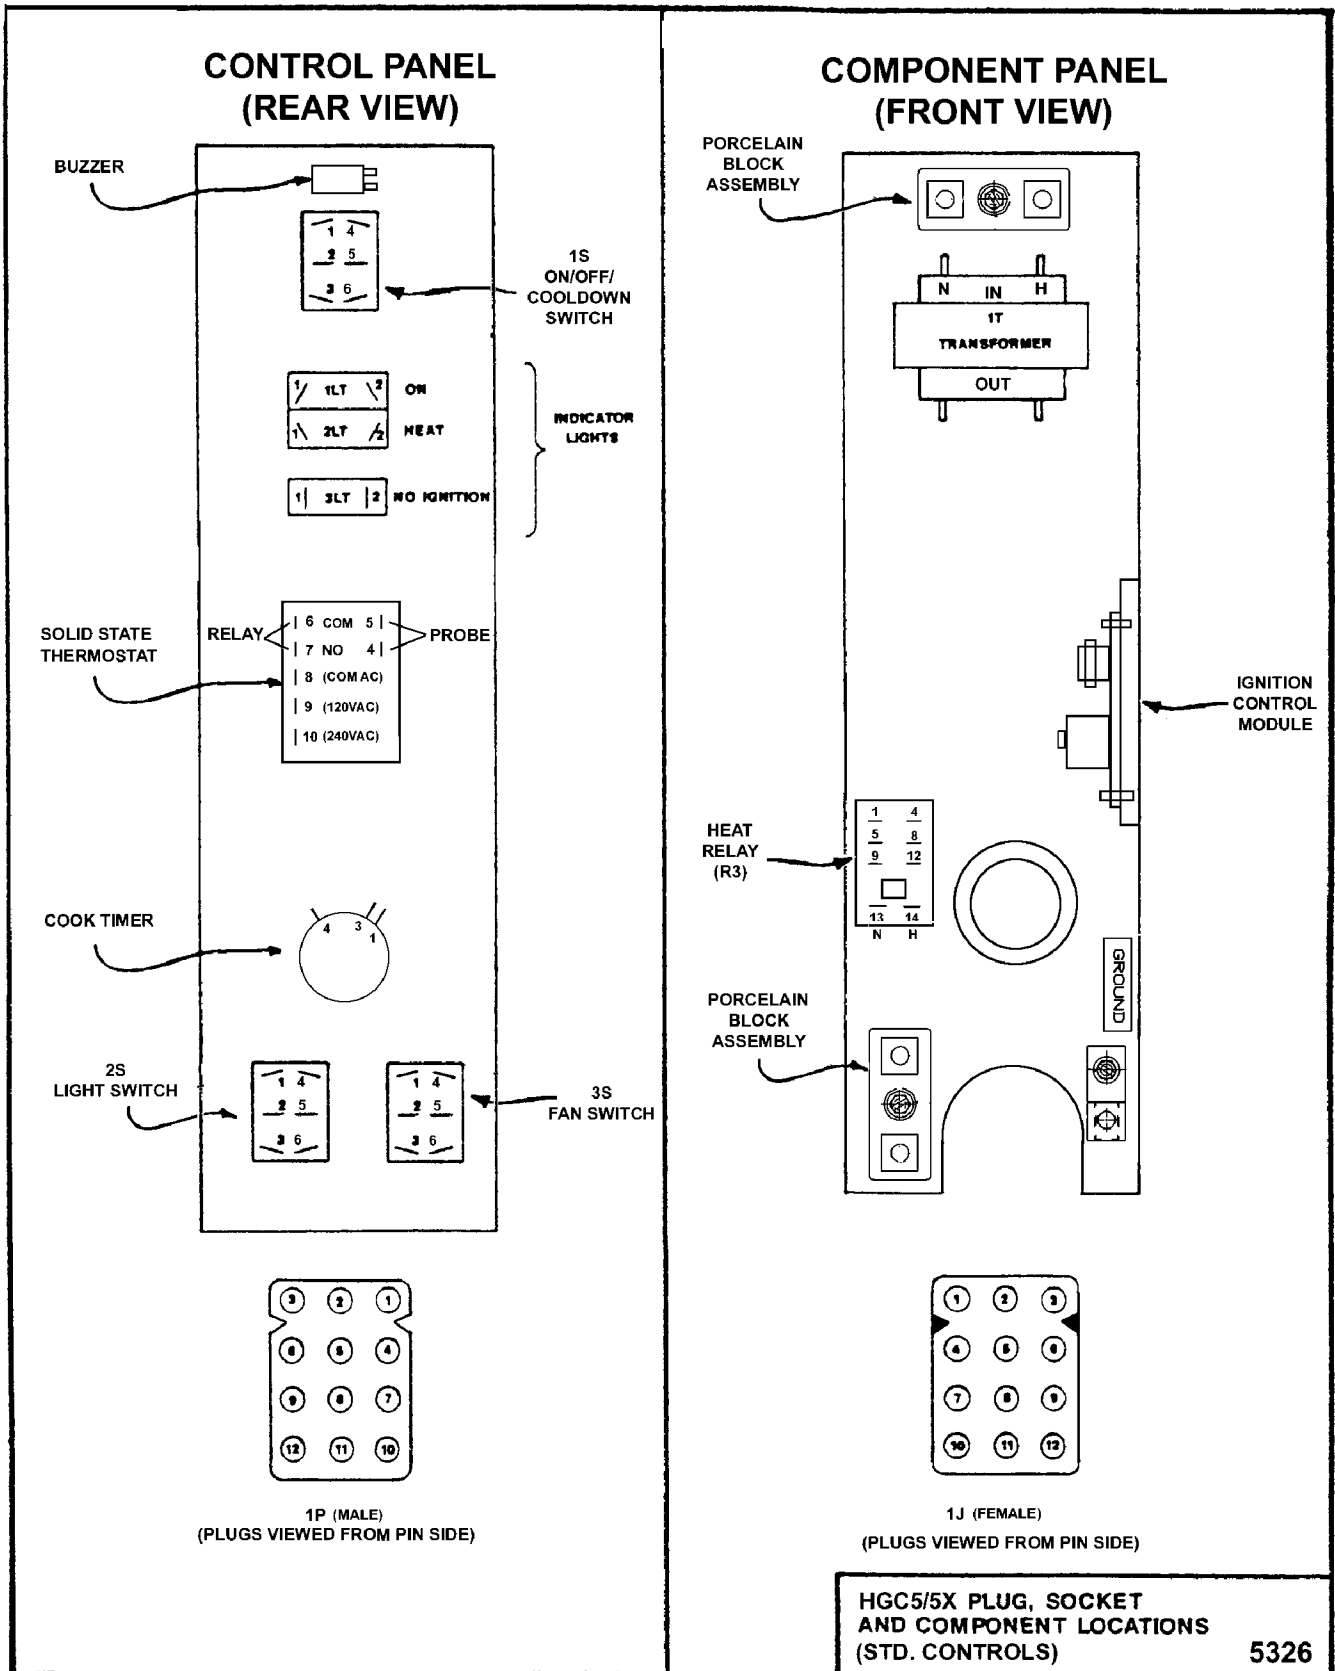 CONTROL PANEL
(REAR VIEW)
BUZZER
1 4
2 5
3 6
1S
ON/OFF/
COOLDOWN
SWITCH
1 1LT 2 ON
1 2LT 2 HEAT
1 3LT 2 NO IGNITION
INDICATOR
LIGHTS
SOLID STATE
THERMOSTAT
RELAY
PROBE
6 COM 5
7 NO 4
8 (COM AC)
9 (120VAC)
10 (240VAC)
COOK TIMER
4 3 1
2S
LIGHT SWITCH
1 4
2 5
3 6
1 4
2 5
3 6
3S
FAN SWITCH
3 2 1
6 5 4
9 8 7
12 11 10
1P (MALE)
(PLUGS VIEWED FROM PIN SIDE)
COMPONENT PANEL
(FRONT VIEW)
PORCELAIN
BLOCK
ASSEMBLY
N IN H
1T
TRANSFORMER
OUT
IGNITION
CONTROL
MODULE
HEAT
RELAY
(R3)
1 4
5 8
9 12
13 14
N H
GROUND
PORCELAIN
BLOCK
ASSEMBLY
1 2 3
4 5 6
7 8 9
10 11 12
1J (FEMALE)
(PLUGS VIEWED FROM PIN SIDE)
HGC5/5X PLUG, SOCKET
AND COMPONENT LOCATIONS
(STD. CONTROLS) 5326